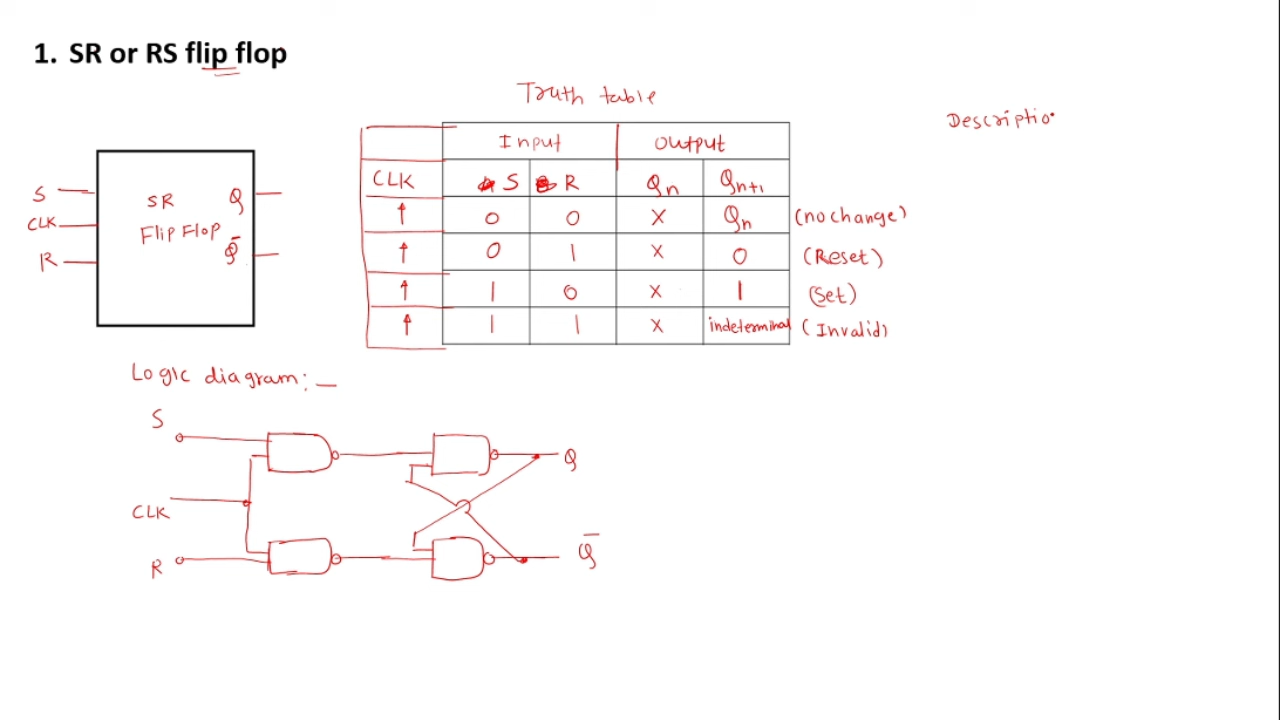 1. SR or RS flip flop
Truth table
Descriptio
Input Output
CLK S R Qn Qn+1
↑ 0 0 X Qn (no change)
↑ 0 1 X 0 (Reset)
↑ 1 0 X 1 (Set)
↑ 1 1 X indeterminal (Invalid)
S
CLK
R
SR
Flip Flop
Q
Q̅
Logic diagram:—
S
Q
CLK
R
Q̅